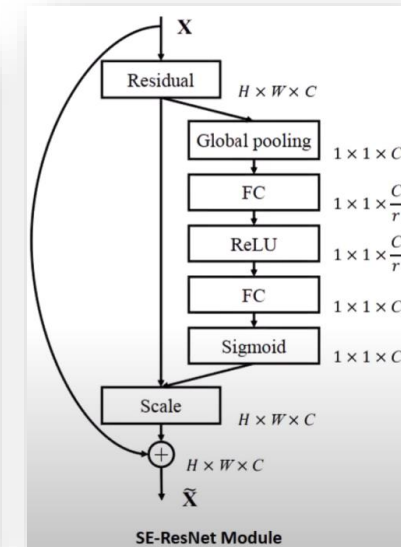 X
Residual
H × W × C
Global pooling
1 × 1 × C
FC
1 × 1 × C/r
ReLU
1 × 1 × C/r
FC
1 × 1 × C
Sigmoid
1 × 1 × C
Scale
H × W × C
+
H × W × C
X̃
SE-ResNet Module